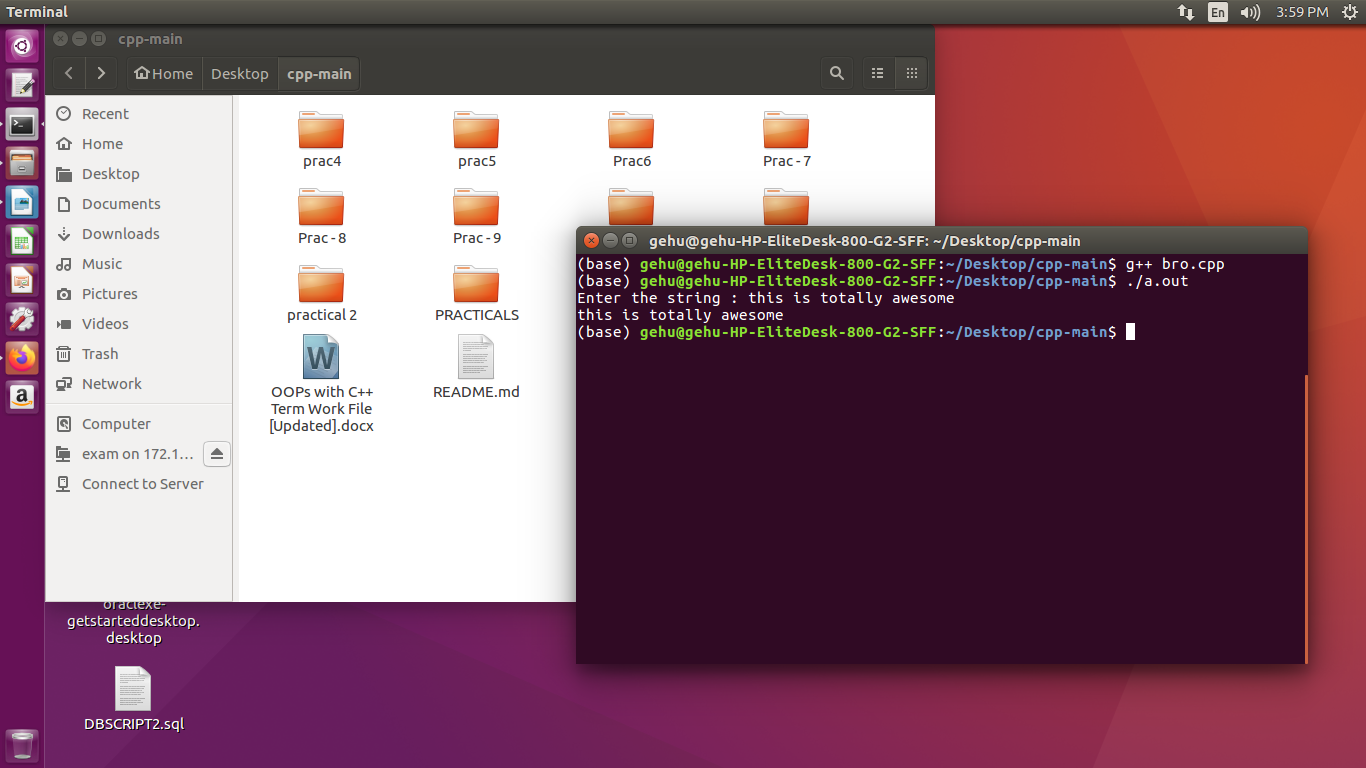 Terminal
En
3:59 PM
cpp-main
Home
Desktop
cpp-main
Recent
Home
Desktop
Documents
Downloads
Music
Pictures
Videos
Trash
Network
Computer
exam on 172.1...
Connect to Server
prac4
prac5
Prac6
Prac-7
Prac-8
Prac-9
practical 2
PRACTICALS
W
OOPs with C++
Term Work File
[Updated].docx
README.md
gehu@gehu-HP-EliteDesk-800-G2-SFF: ~/Desktop/cpp-main
(base) gehu@gehu-HP-EliteDesk-800-G2-SFF:~/Desktop/cpp-main$ g++ bro.cpp
(base) gehu@gehu-HP-EliteDesk-800-G2-SFF:~/Desktop/cpp-main$ ./a.out
Enter the string : this is totally awesome
this is totally awesome
(base) gehu@gehu-HP-EliteDesk-800-G2-SFF:~/Desktop/cpp-main$
oraclexe-
getstarteddesktop.
desktop
DBSCRIPT2.sql